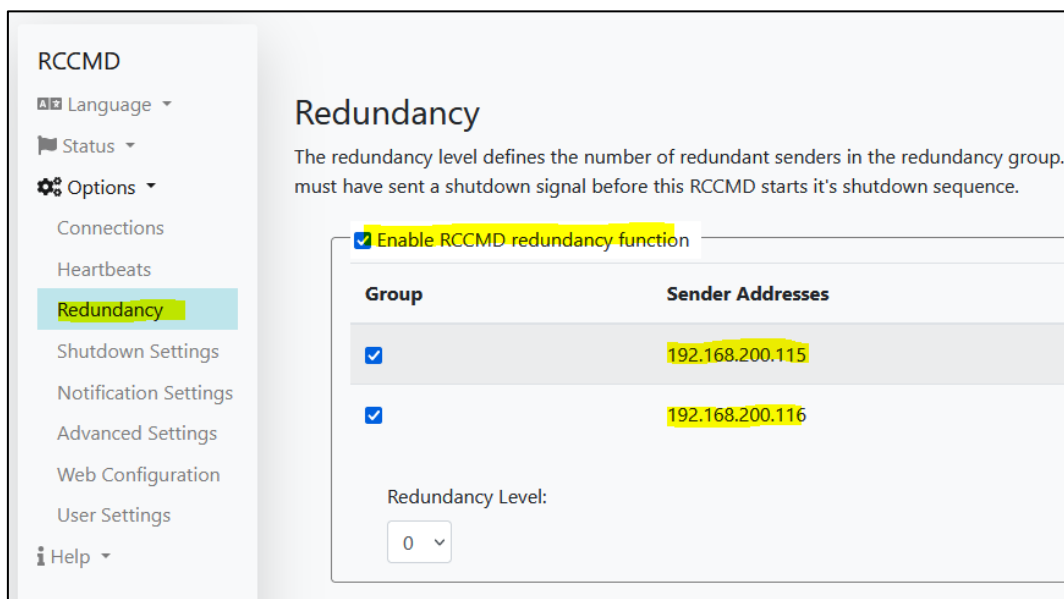 RCCMD
Language
Status
Options
Connections
Heartbeats
Redundancy
Shutdown Settings
Notification Settings
Advanced Settings
Web Configuration
User Settings
Help
Redundancy
The redundancy level defines the number of redundant senders in the redundancy group.
must have sent a shutdown signal before this RCCMD starts it's shutdown sequence.
Enable RCCMD redundancy function
Group Sender Addresses
192.168.200.115
192.168.200.116
Redundancy Level:
0